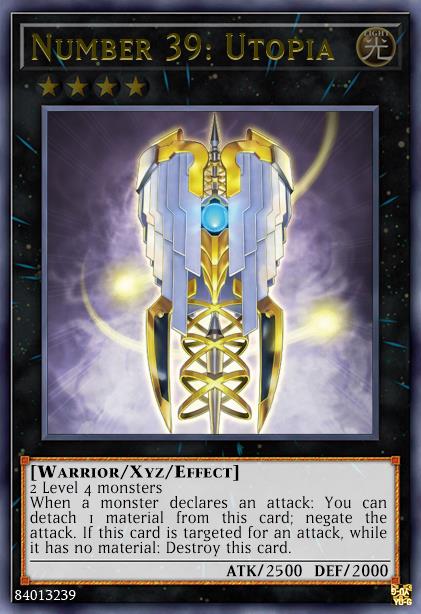 NUMBER 39: UTOPIA
LIGHT
光
[WARRIOR/XYZ/EFFECT]
2 Level 4 monsters
When a monster declares an attack: You can
detach 1 material from this card; negate the
attack. If this card is targeted for an attack, while
it has no material: Destroy this card.
ATK/2500 DEF/2000
84013239